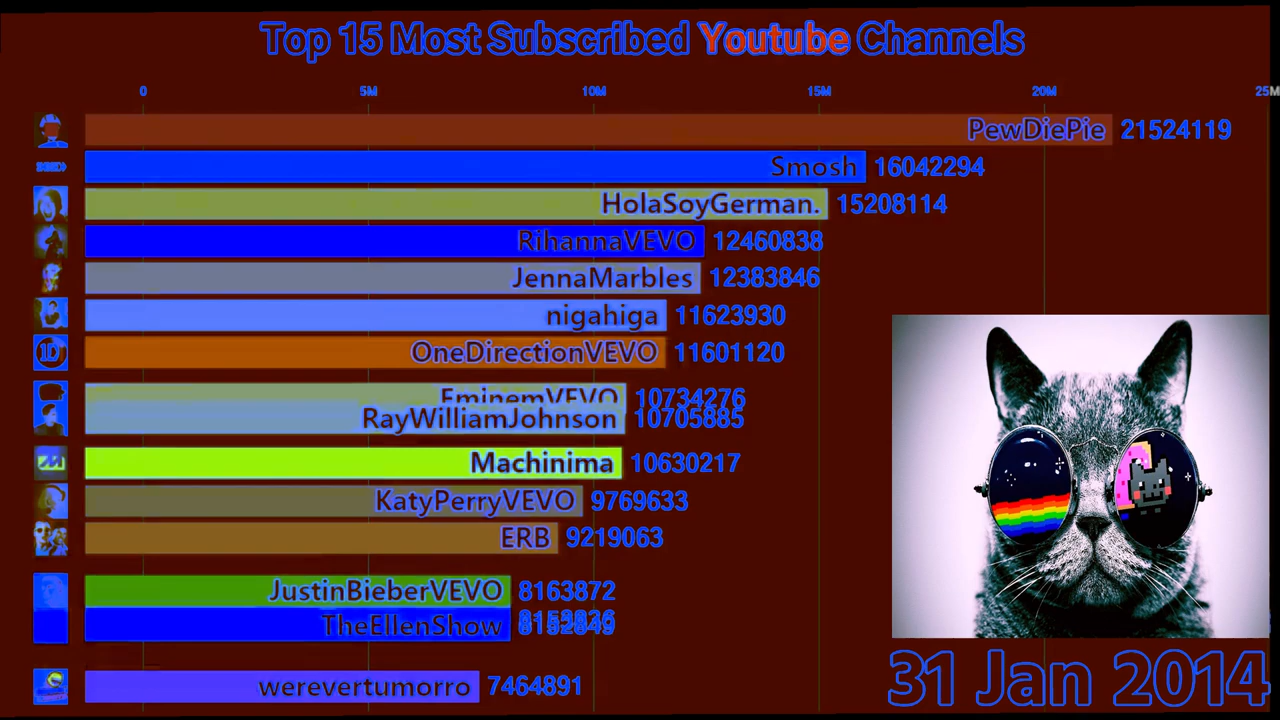 Top 15 Most Subscribed Youtube Channels
0 5M 10M 15M 20M 25M
PewDiePie 21524119
Smosh 16042294
HolaSoyGerman. 15208114
RihannaVEVO 12460838
JennaMarbles 12383846
nigahiga 11623930
1D OneDirectionVEVO 11601120
EminemVEVO 10734276
RayWilliamJohnson 10705885
Machinima 10630217
KatyPerryVEVO 9769633
ERB 9219063
JustinBieberVEVO 8163872
TheEllenShow
werevertumorro 7464891
31 Jan 2014